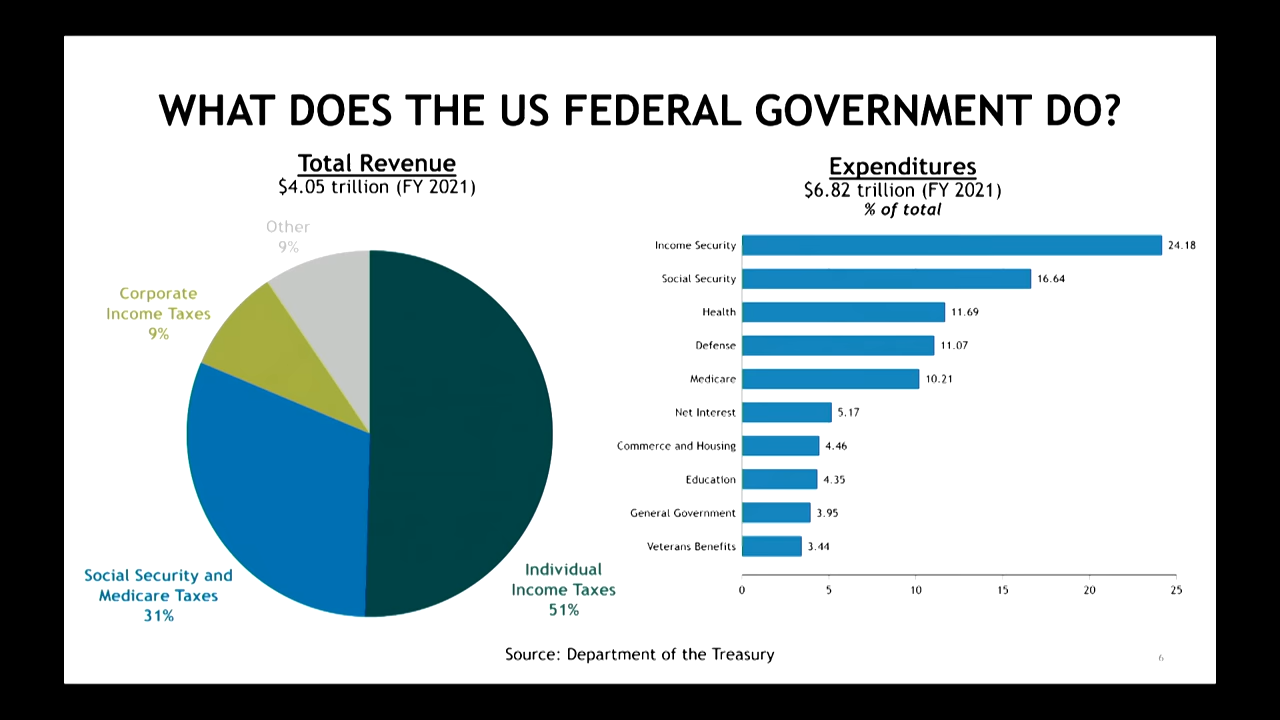 WHAT DOES THE US FEDERAL GOVERNMENT DO?
Total Revenue
$4.05 trillion (FY 2021)
Other
9%
Corporate
Income Taxes
9%
Social Security and
Medicare Taxes
31%
Individual
Income Taxes
51%
Expenditures
$6.82 trillion (FY 2021)
% of total
Income Security 24.18
Social Security 16.64
Health 11.69
Defense 11.07
Medicare 10.21
Net Interest 5.17
Commerce and Housing 4.46
Education 4.35
General Government 3.95
Veterans Benefits 3.44
0 5 10 15 20 25
Source: Department of the Treasury
6